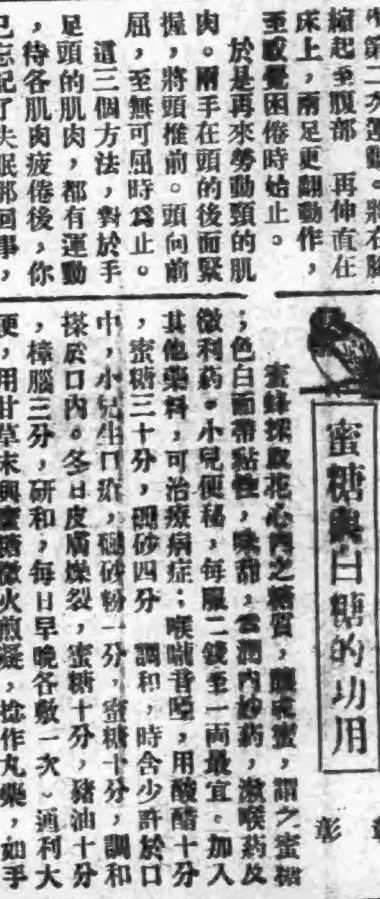 縮起至腹部　再伸直在
床上，兩足更翻動作，
至感覺困倦時始止。
於是再來勞動頸的肌
肉。兩手在頭的後面緊
握，將頭推前。頭向前
屈，至無可屈時爲止。
這三個方法，對於手
足頭的肌肉，都有運動
，待各肌肉疲倦後，你
已忘記了失眠那回事，
蜜糖與白糖的功用
彰
蜜蜂採取花心內之糖質，釀成蜜，謂之蜜糖
；色白而帶黏性，味甜，爲潤內妙藥，激喉藥及
微利藥。小兒便秘，每服二錢至一兩最宜。加入
其他藥料，可治療病症；喉嚨音啞，用酸醋十分
，蜜糖三十分，硼砂四分　調和，時含少許於口
中，小兒生口疳，硼砂粉一分，蜜糖十分，調和
搽於口內。冬日皮膚燥裂，蜜糖十分，豬油十分
，樟腦三分，研和，每日早晚各敷一次、通利大
便，用甘草末與蜜糖微火煎凝，捻作丸藥，如手